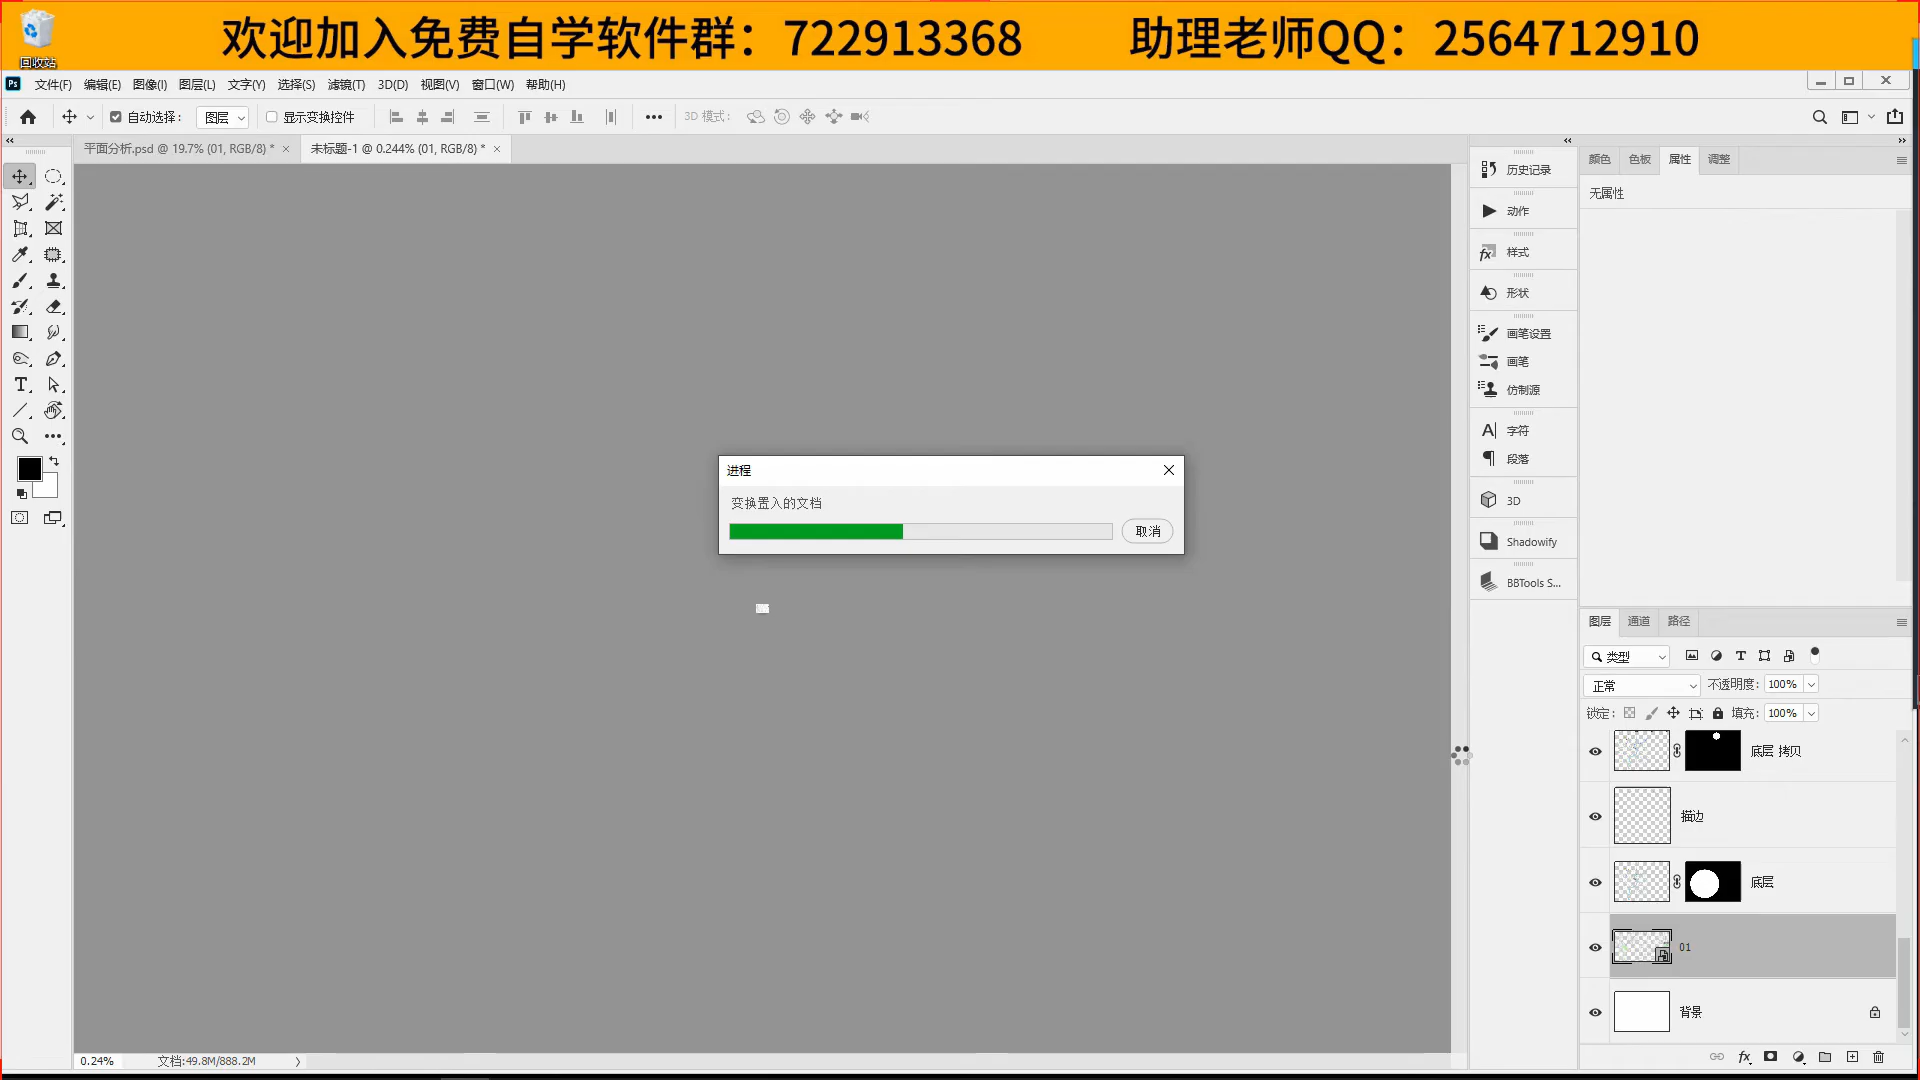 欢迎加入免费自学软件群：722913368 助理老师QQ：2564712910
回收站
Ps 文件(F) 编辑(E) 图像(I) 图层(L) 文字(Y) 选择(S) 滤镜(T) 3D(D) 视图(V) 窗口(W) 帮助(H)
自动选择： 图层 显示变换控件 3D 模式：
平面分析.psd @ 19.7% (01, RGB/8) * × 未标题-1 @ 0.244% (01, RGB/8) * ×
历史记录
动作
样式
形状
画笔设置
画笔
仿制源
字符
段落
3D
Shadowify
BBTools S...
颜色 色板 属性 调整
无属性
进程
变换置入的文档
取消
图层 通道 路径
类型
正常 不透明度： 100%
锁定： 填充： 100%
底层 拷贝
描边
底层
01
背景
0.24% 文档:49.8M/888.2M